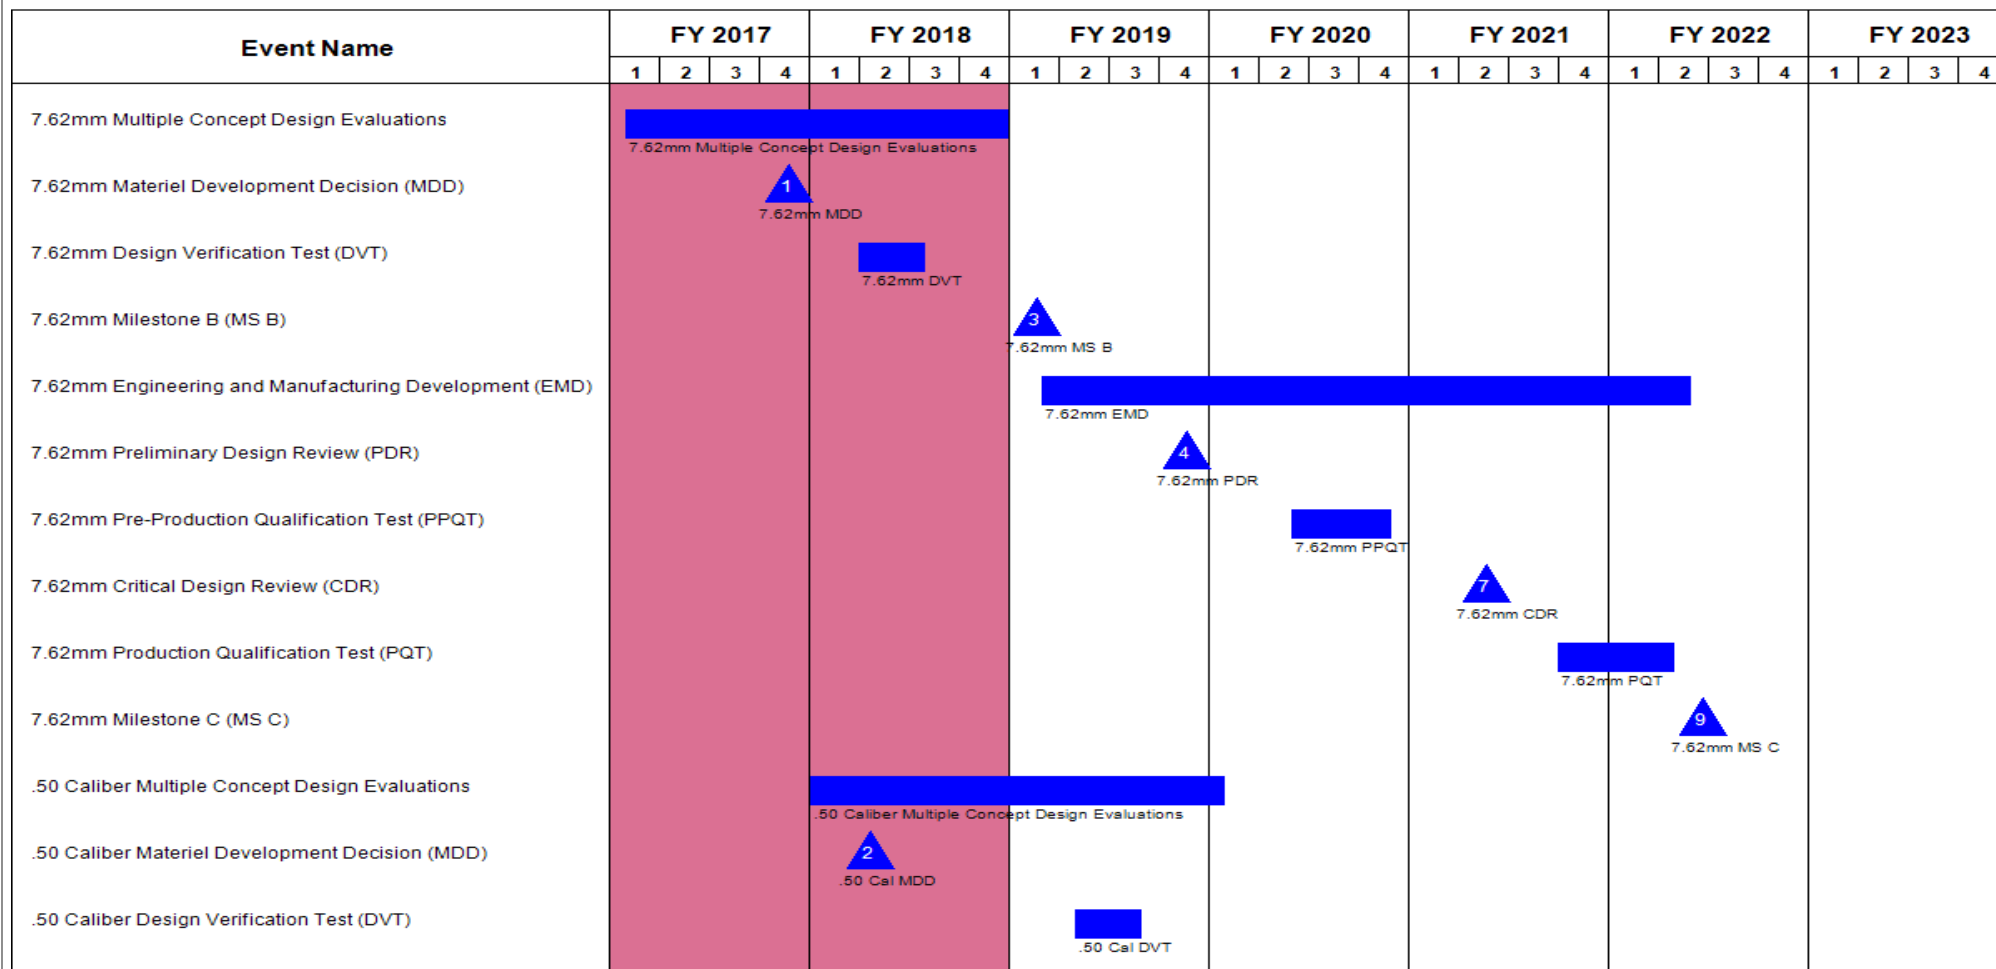 Event Name
FY 2017 FY 2018 FY 2019 FY 2020 FY 2021 FY 2022 FY 2023
1 2 3 4 1 2 3 4 1 2 3 4 1 2 3 4 1 2 3 4 1 2 3 4 1 2 3 4
7.62mm Multiple Concept Design Evaluations
7.62mm Multiple Concept Design Evaluations
7.62mm Materiel Development Decision (MDD)
1
7.62mm MDD
7.62mm Design Verification Test (DVT)
7.62mm DVT
7.62mm Milestone B (MS B)
3
7.62mm MS B
7.62mm Engineering and Manufacturing Development (EMD)
7.62mm EMD
7.62mm Preliminary Design Review (PDR)
4
7.62mm PDR
7.62mm Pre-Production Qualification Test (PPQT)
7.62mm PPQT
7.62mm Critical Design Review (CDR)
7
7.62mm CDR
7.62mm Production Qualification Test (PQT)
7.62mm PQT
7.62mm Milestone C (MS C)
9
7.62mm MS C
.50 Caliber Multiple Concept Design Evaluations
.50 Caliber Multiple Concept Design Evaluations
.50 Caliber Materiel Development Decision (MDD)
2
.50 Cal MDD
.50 Caliber Design Verification Test (DVT)
.50 Cal DVT